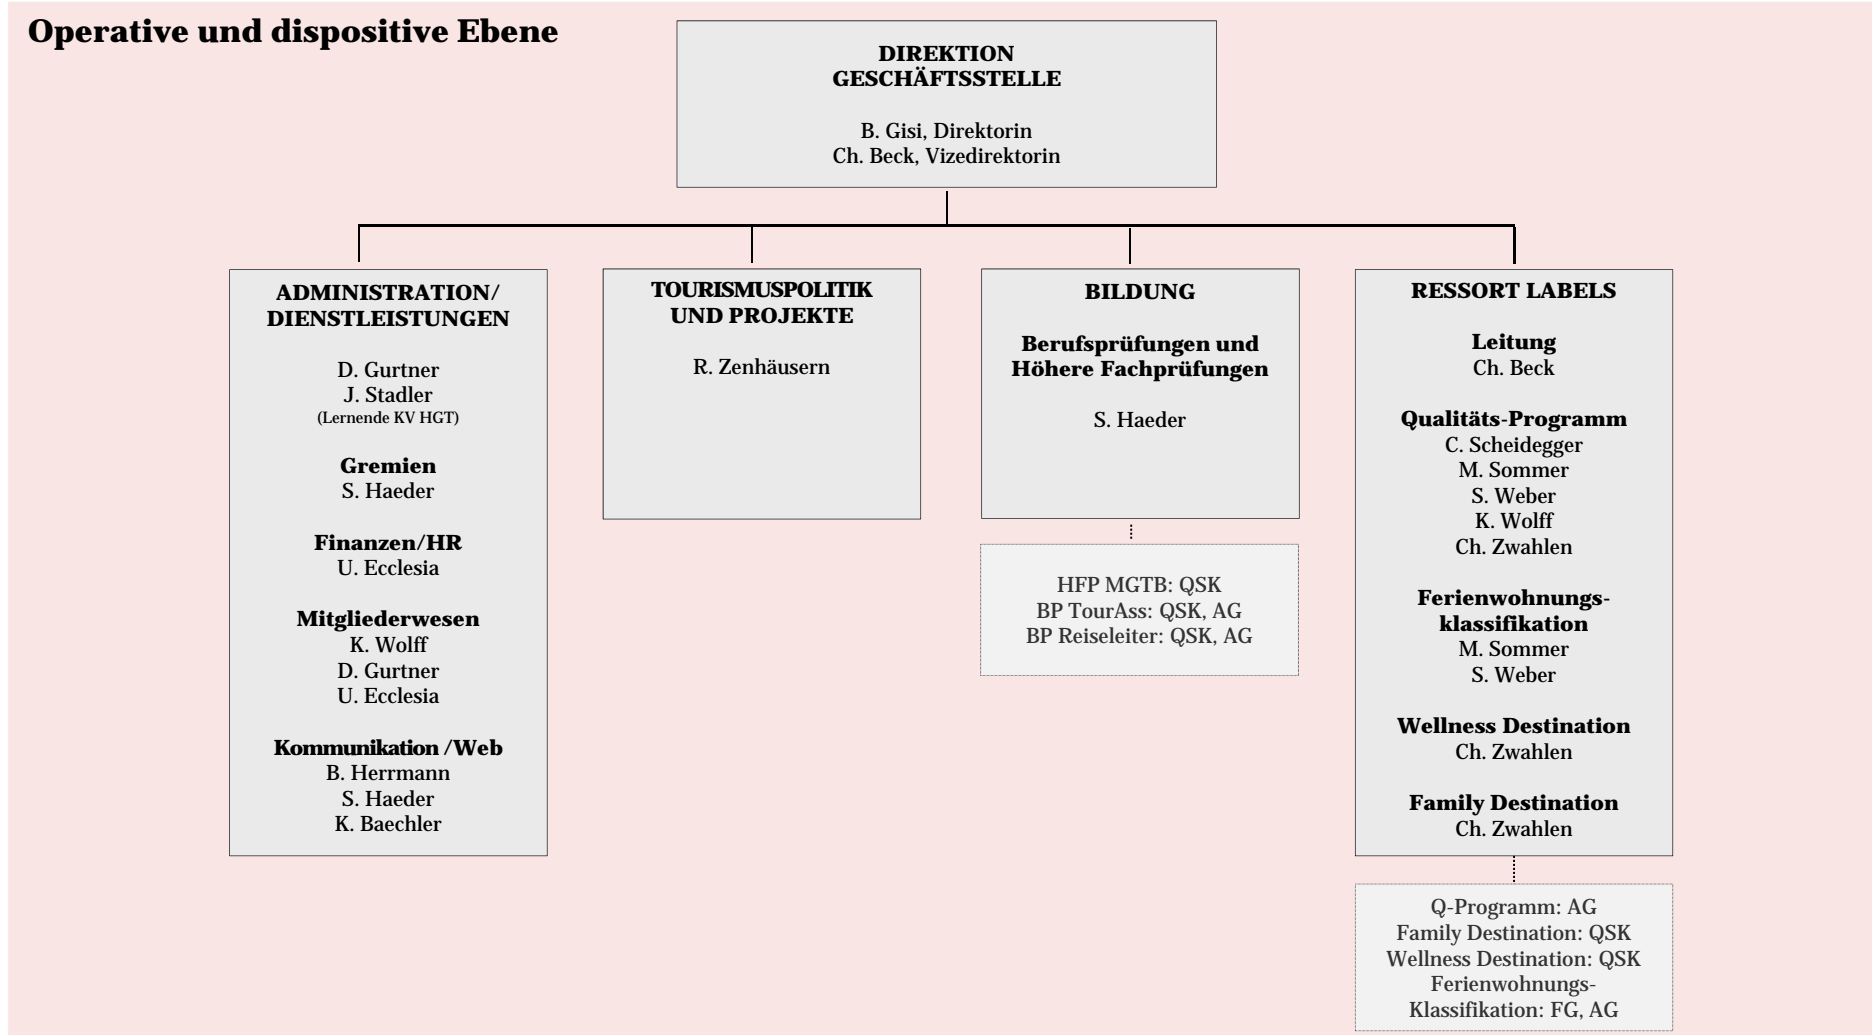 Operative und dispositive Ebene
DIREKTION
GESCHÄFTSSTELLE
B. Gisi, Direktorin
Ch. Beck, Vizedirektorin
ADMINISTRATION/
DIENSTLEISTUNGEN
D. Gurtner
J. Stadler
(Lernende KV HGT)
Gremien
S. Haeder
Finanzen/HR
U. Ecclesia
Mitgliederwesen
K. Wolff
D. Gurtner
U. Ecclesia
Kommunikation /Web
B. Herrmann
S. Haeder
K. Baechler
TOURISMUSPOLITIK
UND PROJEKTE
R. Zenhäusern
BILDUNG
Berufsprüfungen und
Höhere Fachprüfungen
S. Haeder
HFP MGTB: QSK
BP TourAss: QSK, AG
BP Reiseleiter: QSK, AG
RESSORT LABELS
Leitung
Ch. Beck
Qualitäts-Programm
C. Scheidegger
M. Sommer
S. Weber
K. Wolff
Ch. Zwahlen
Ferienwohnungs-
klassifikation
M. Sommer
S. Weber
Wellness Destination
Ch. Zwahlen
Family Destination
Ch. Zwahlen
Q-Programm: AG
Family Destination: QSK
Wellness Destination: QSK
Ferienwohnungs-
Klassifikation: FG, AG